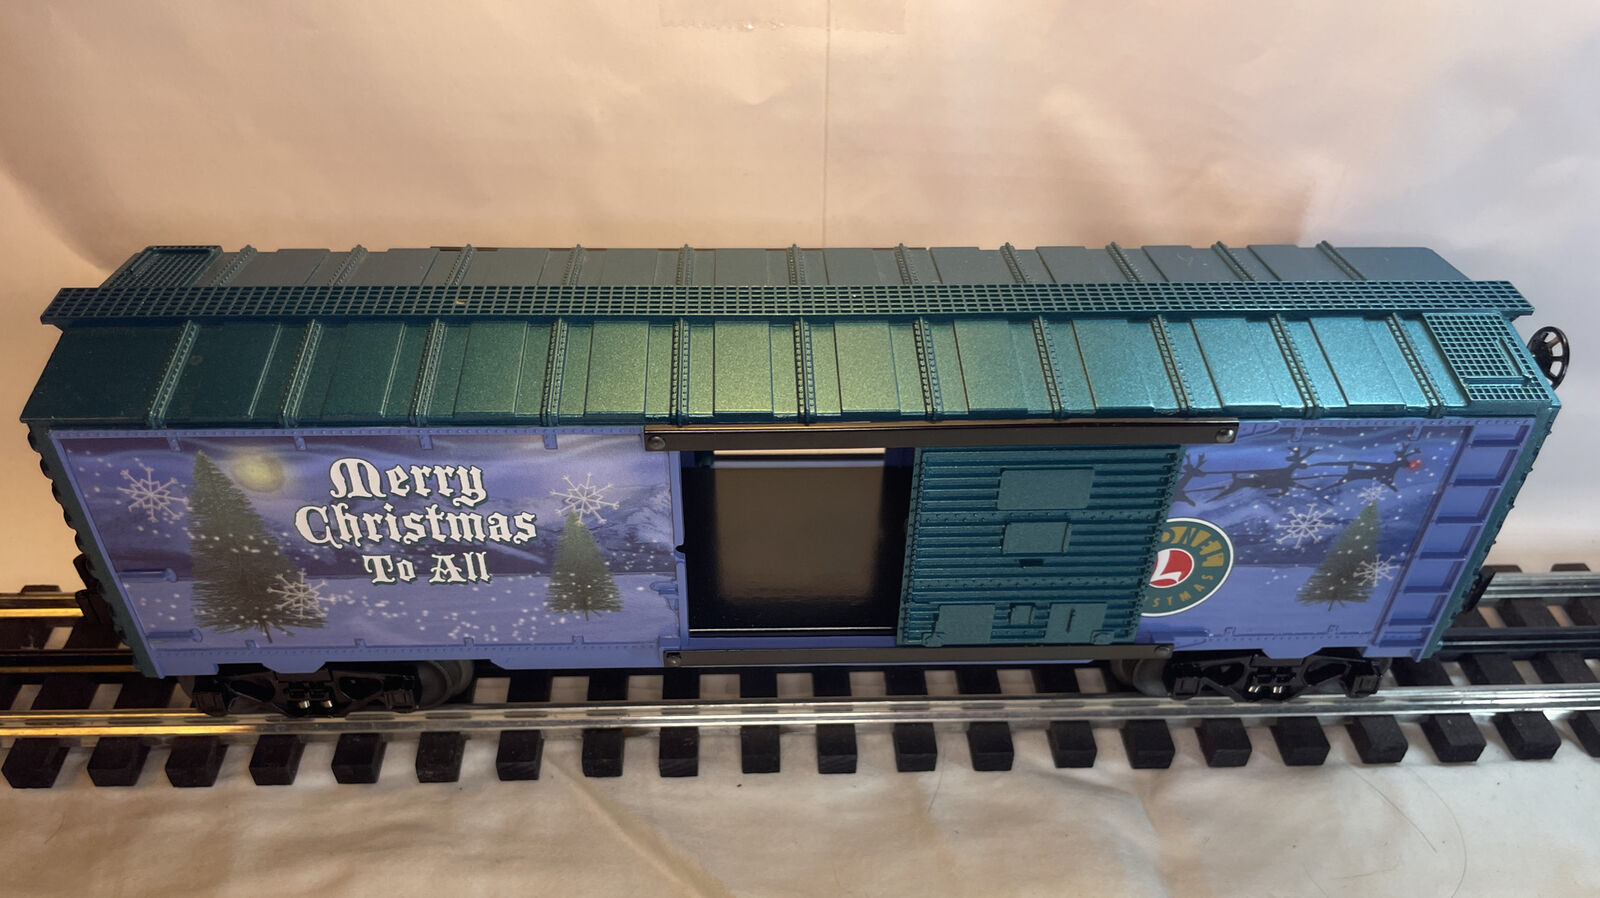 Merry
Christmas
To All